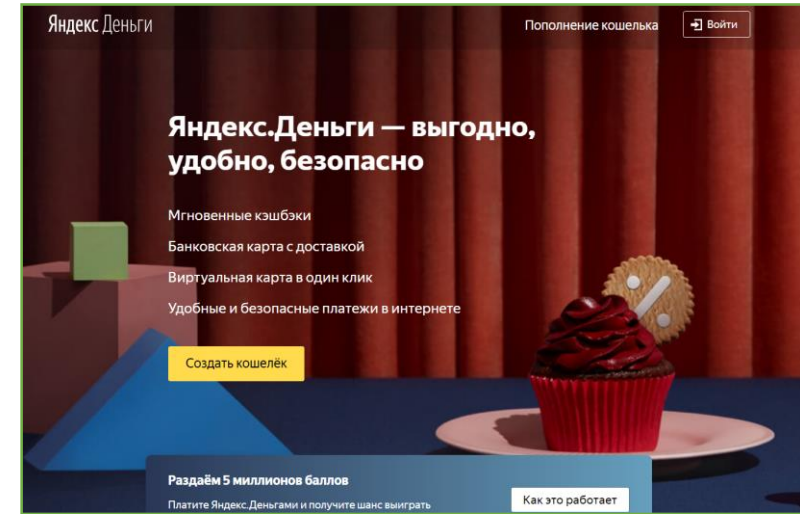 Яндекс Деньги
Пополнение кошелька
Войти
Яндекс.Деньги — выгодно,
удобно, безопасно
Мгновенные кэшбэки
Банковская карта с доставкой
Виртуальная карта в один клик
Удобные и безопасные платежи в интернете
Создать кошелёк
Раздаём 5 миллионов баллов
Платите Яндекс.Деньгами и получите шанс выиграть
Как это работает